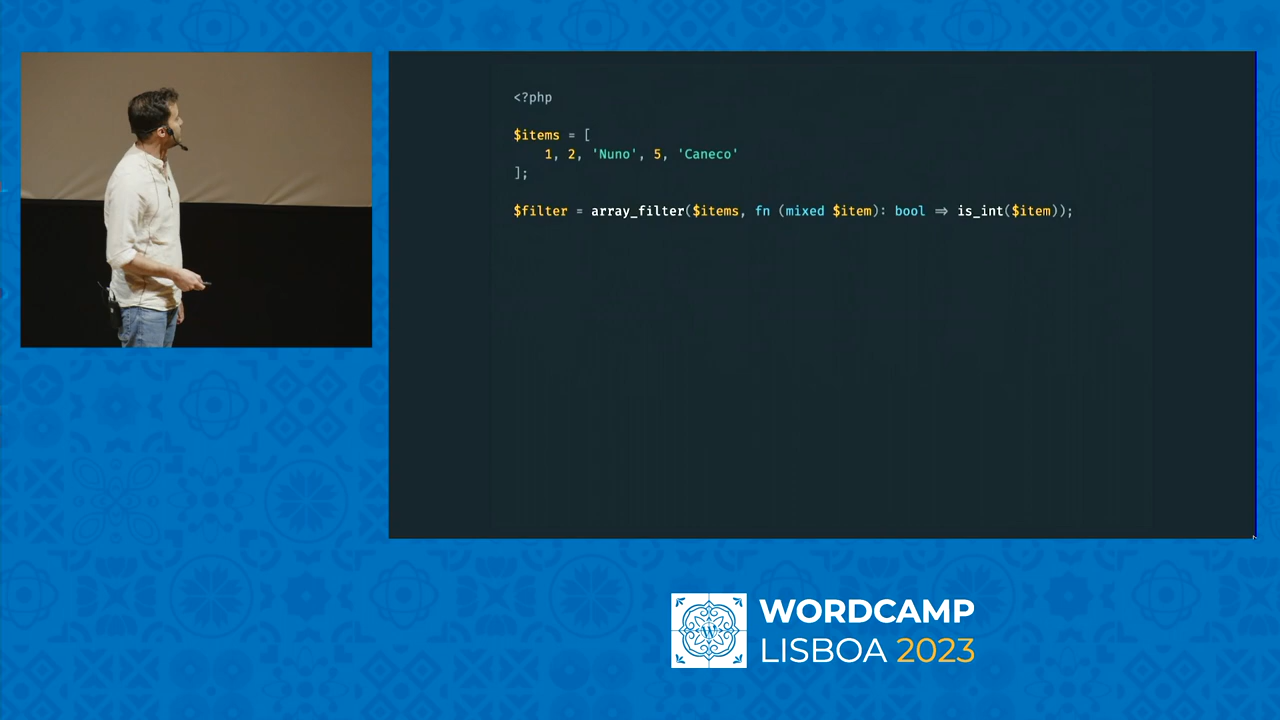 <?php
$items = [
1, 2, 'Nuno', 5, 'Caneco'
];
$filter = array_filter($items, fn (mixed $item): bool => is_int($item));
WORDCAMP
LISBOA 2023